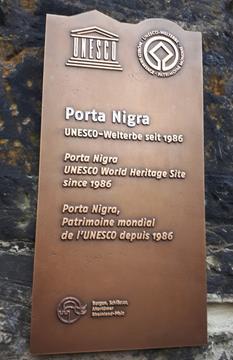 UNESCO
Porta Nigra
UNESCO-Welterbe seit 1986
Porta Nigra
UNESCO World Heritage Site
since 1986
Porta Nigra,
Patrimoine mondial
de l'UNESCO depuis 1986
Burgen, Schlösser,
Altertümer
Rheinland-Pfalz